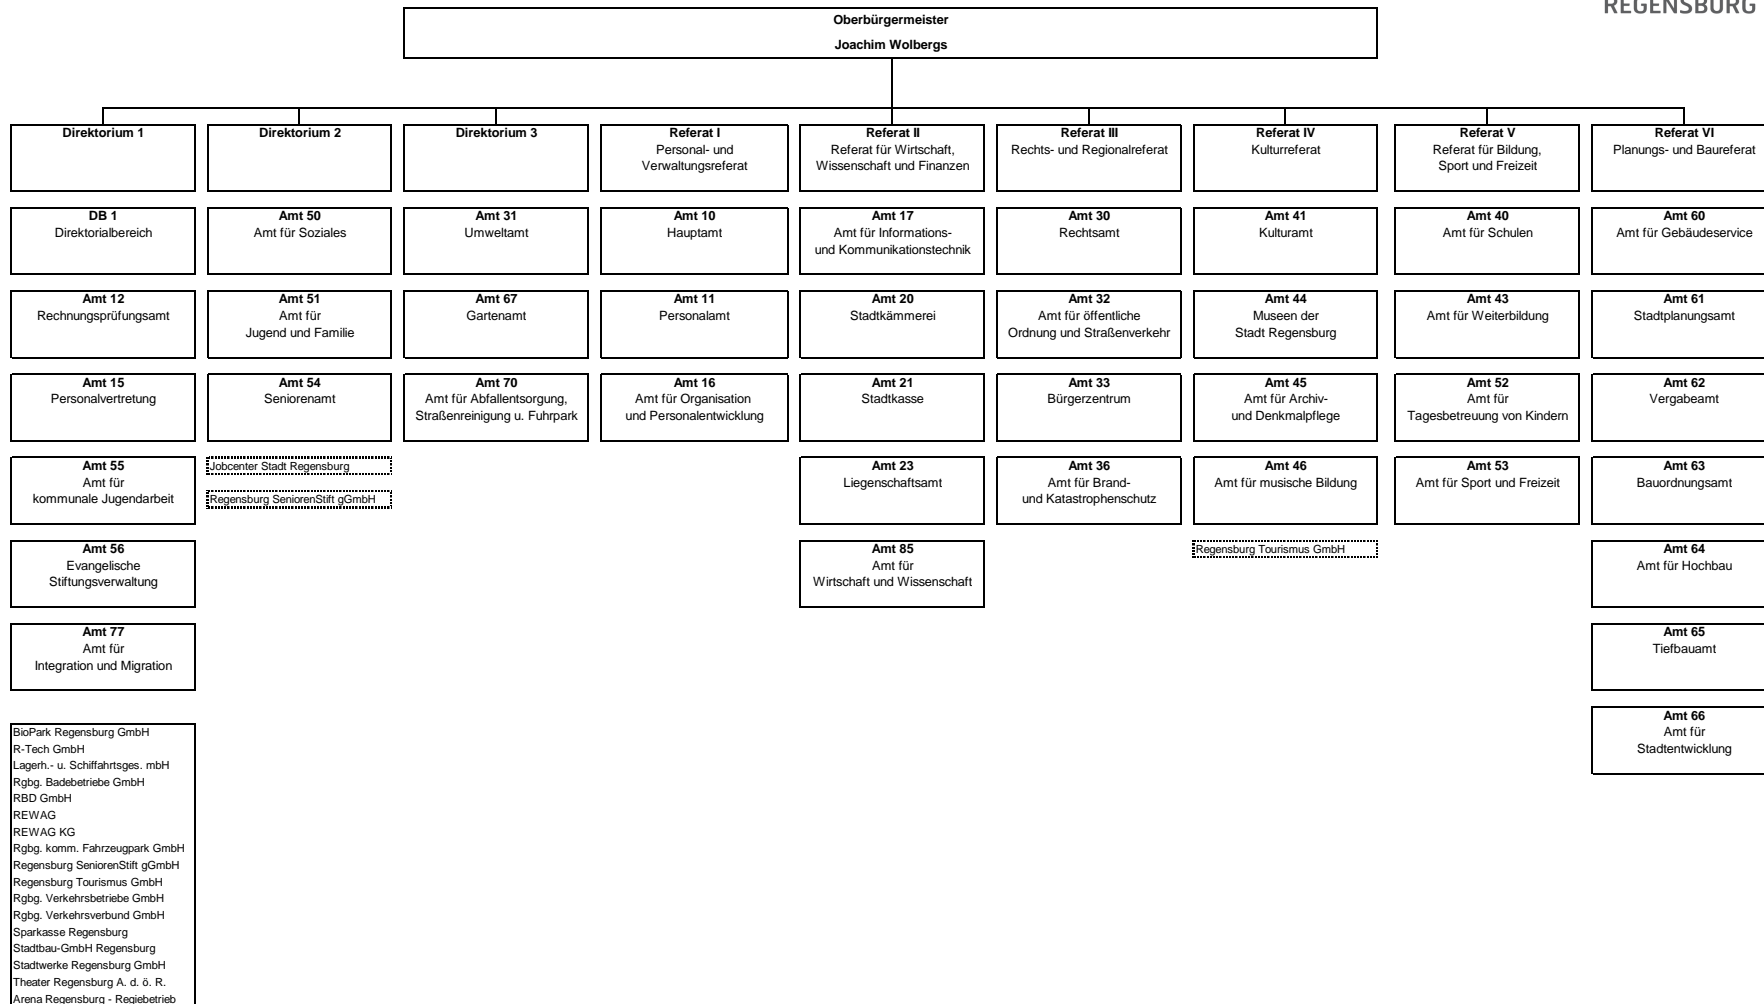 REGENSBURG
Oberbürgermeister
Joachim Wolbergs
Direktorium 1
Direktorium 2
Direktorium 3
Referat I
Personal- und
Verwaltungsreferat
Referat II
Referat für Wirtschaft,
Wissenschaft und Finanzen
Referat III
Rechts- und Regionalreferat
Referat IV
Kulturreferat
Referat V
Referat für Bildung,
Sport und Freizeit
Referat VI
Planungs- und Baureferat
DB 1
Direktorialbereich
Amt 50
Amt für Soziales
Amt 31
Umweltamt
Amt 10
Hauptamt
Amt 17
Amt für Informations-
und Kommunikationstechnik
Amt 30
Rechtsamt
Amt 41
Kulturamt
Amt 40
Amt für Schulen
Amt 60
Amt für Gebäudeservice
Amt 12
Rechnungsprüfungsamt
Amt 51
Amt für
Jugend und Familie
Amt 67
Gartenamt
Amt 11
Personalamt
Amt 20
Stadtkämmerei
Amt 32
Amt für öffentliche
Ordnung und Straßenverkehr
Amt 44
Museen der
Stadt Regensburg
Amt 43
Amt für Weiterbildung
Amt 61
Stadtplanungsamt
Amt 15
Personalvertretung
Amt 54
Seniorenamt
Amt 70
Amt für Abfallentsorgung,
Straßenreinigung u. Fuhrpark
Amt 16
Amt für Organisation
und Personalentwicklung
Amt 21
Stadtkasse
Amt 33
Bürgerzentrum
Amt 45
Amt für Archiv-
und Denkmalpflege
Amt 52
Amt für
Tagesbetreuung von Kindern
Amt 62
Vergabeamt
Amt 55
Amt für
kommunale Jugendarbeit
Jobcenter Stadt Regensburg
Regensburg SeniorenStift gGmbH
Amt 23
Liegenschaftsamt
Amt 36
Amt für Brand-
und Katastrophenschutz
Amt 46
Amt für musische Bildung
Amt 53
Amt für Sport und Freizeit
Amt 63
Bauordnungsamt
Amt 56
Evangelische
Stiftungsverwaltung
Amt 85
Amt für
Wirtschaft und Wissenschaft
Regensburg Tourismus GmbH
Amt 64
Amt für Hochbau
Amt 77
Amt für
Integration und Migration
Amt 65
Tiefbauamt
Amt 66
Amt für
Stadtentwicklung
BioPark Regensburg GmbH
R-Tech GmbH
Lagerh.- u. Schiffahrtsges. mbH
Rgbg. Badebetriebe GmbH
RBD GmbH
REWAG
REWAG KG
Rgbg. komm. Fahrzeugpark GmbH
Regensburg SeniorenStift gGmbH
Regensburg Tourismus GmbH
Rgbg. Verkehrsbetriebe GmbH
Rgbg. Verkehrsverbund GmbH
Sparkasse Regensburg
Stadtbau-GmbH Regensburg
Stadtwerke Regensburg GmbH
Theater Regensburg A. d. ö. R.
Arena Regensburg - Regiebetrieb